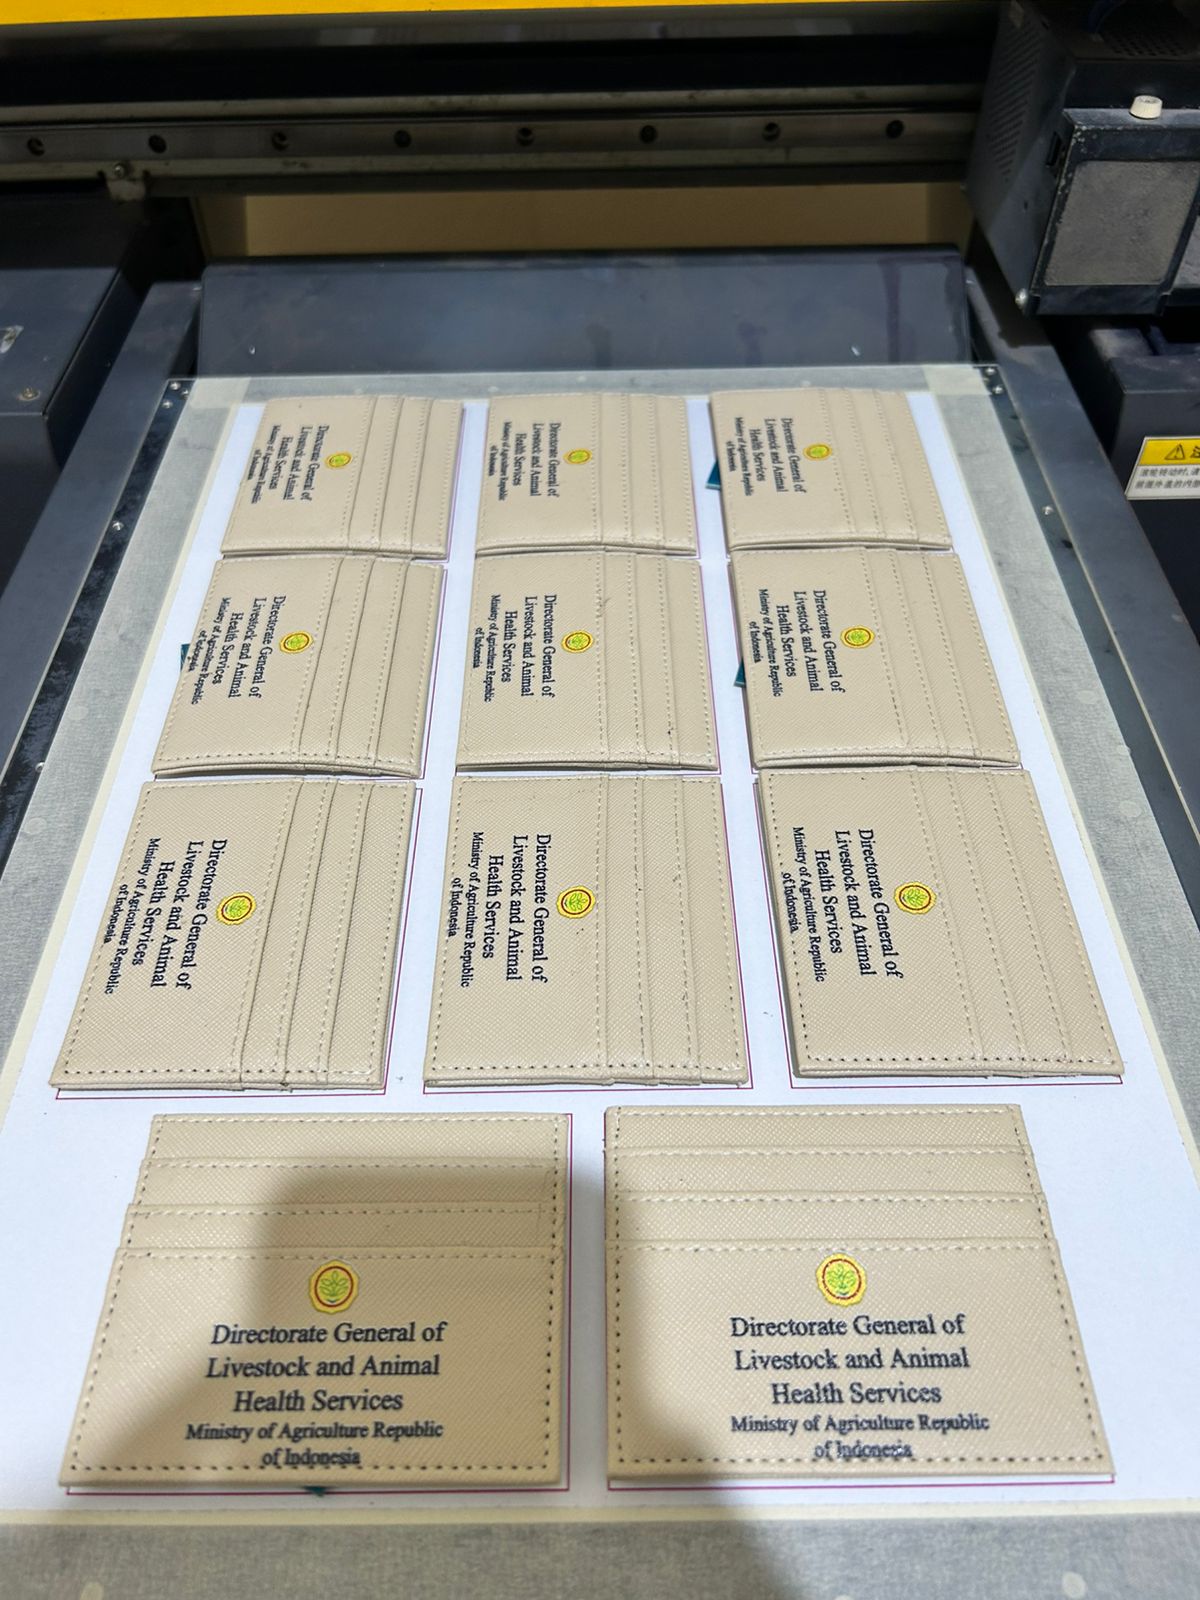 Directorate General of
Livestock and Animal
Health Services
Ministry of Agriculture Republic
of Indonesia
Directorate General of
Livestock and Animal
Health Services
Ministry of Agriculture Republic
of Indonesia
Directorate General of
Livestock and Animal
Health Services
Ministry of Agriculture Republic
of Indonesia
Directorate General of
Livestock and Animal
Health Services
Ministry of Agriculture Republic
of Indonesia
Directorate General of
Livestock and Animal
Health Services
Ministry of Agriculture Republic
of Indonesia
Directorate General of
Livestock and Animal
Health Services
Ministry of Agriculture Republic
of Indonesia
Directorate General of
Livestock and Animal
Health Services
Ministry of Agriculture Republic
of Indonesia
Directorate General of
Livestock and Animal
Health Services
Ministry of Agriculture Republic
of Indonesia
Directorate General of
Livestock and Animal
Health Services
Ministry of Agriculture Republic
of Indonesia
Directorate General of
Livestock and Animal
Health Services
Ministry of Agriculture Republic
of Indonesia
Directorate General of
Livestock and Animal
Health Services
Ministry of Agriculture Republic
of Indonesia